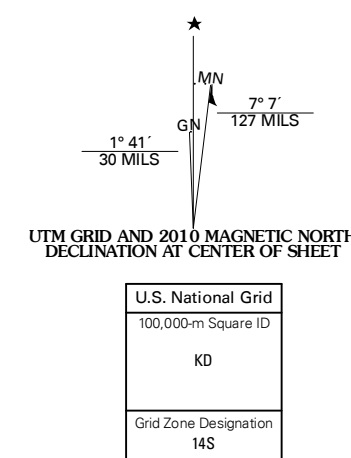 ★
MN
GN
7° 7´
127 MILS
1° 41´
30 MILS
UTM GRID AND 2010 MAGNETIC NORTH
DECLINATION AT CENTER OF SHEET
U.S. National Grid
100,000-m Square ID
KD
Grid Zone Designation
14S